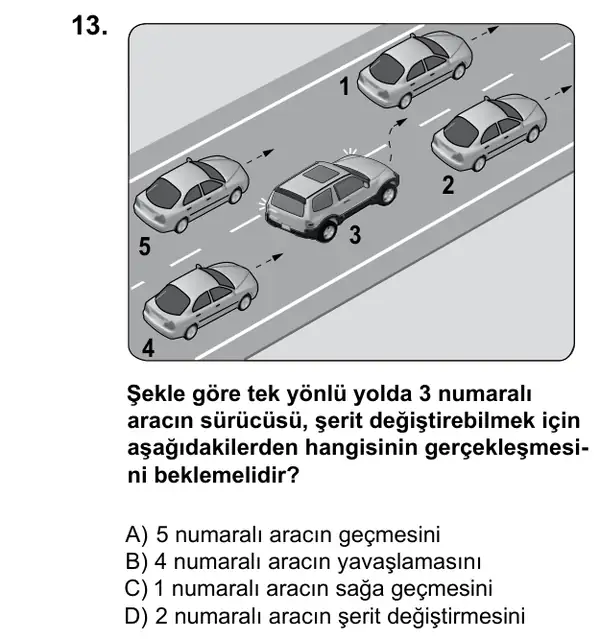 13.
1
2
3
5
4
Şekle göre tek yönlü yolda 3 numaralı
aracın sürücüsü, şerit değiştirebilmek için
aşağıdakilerden hangisinin gerçekleşmesi-
ni beklemelidir?
A) 5 numaralı aracın geçmesini
B) 4 numaralı aracın yavaşlamasını
C) 1 numaralı aracın sağa geçmesini
D) 2 numaralı aracın şerit değiştirmesini